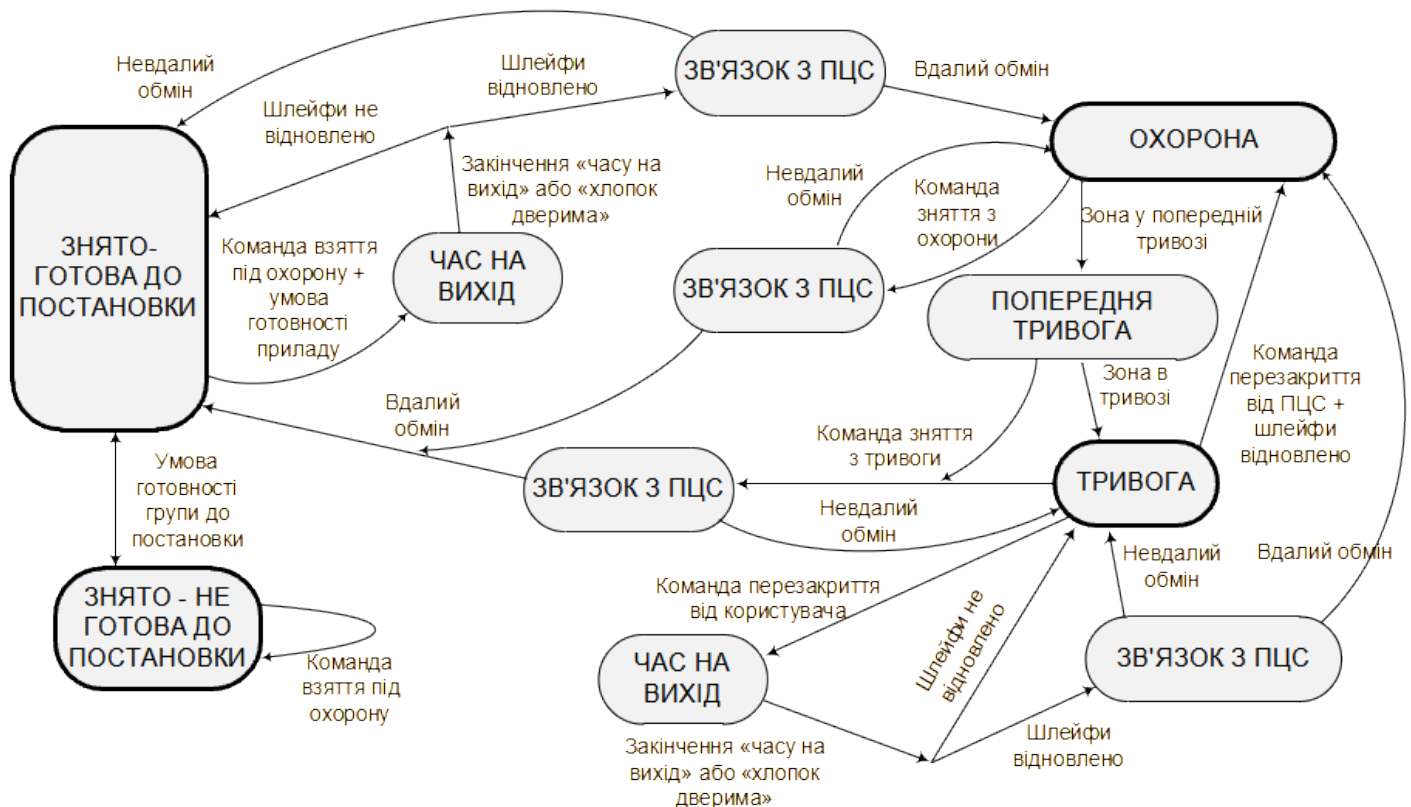 Невдалий
обмін
Шлейфи не
відновлено
Шлейфи
відновлено
ЗВ'ЯЗОК З ПЦС
Вдалий обмін
ОХОРОНА
Закінчення «часу на
вихід» або «хлопок
дверима»
Невдалий
обмін
Команда
зняття з
охорони
Зона у попередній
тривозі
ЗНЯТО-
ГОТОВА ДО
ПОСТАНОВКИ
Команда взяття
під охорону +
умова
готовності
приладу
ЧАС НА
ВИХІД
ЗВ'ЯЗОК З ПЦС
ПОПЕРЕДНЯ
ТРИВОГА
Зона в
тривозі
Команда
перезакриття
від ПЦС +
шлейфи
відновлено
Вдалий
обмін
Команда зняття
з тривоги
ЗВ'ЯЗОК З ПЦС
ТРИВОГА
Умова
готовності
групи до
постановки
Невдалий
обмін
Невдалий
обмін
Вдалий обмін
ЗНЯТО - НЕ
ГОТОВА ДО
ПОСТАНОВКИ
Команда
взяття під
охорону
Команда перезакриття
від користувача
Шлейфи не
відновлено
ЧАС НА
ВИХІД
ЗВ'ЯЗОК З ПЦС
Шлейфи
відновлено
Закінчення «часу на
вихід» або «хлопок
дверима»